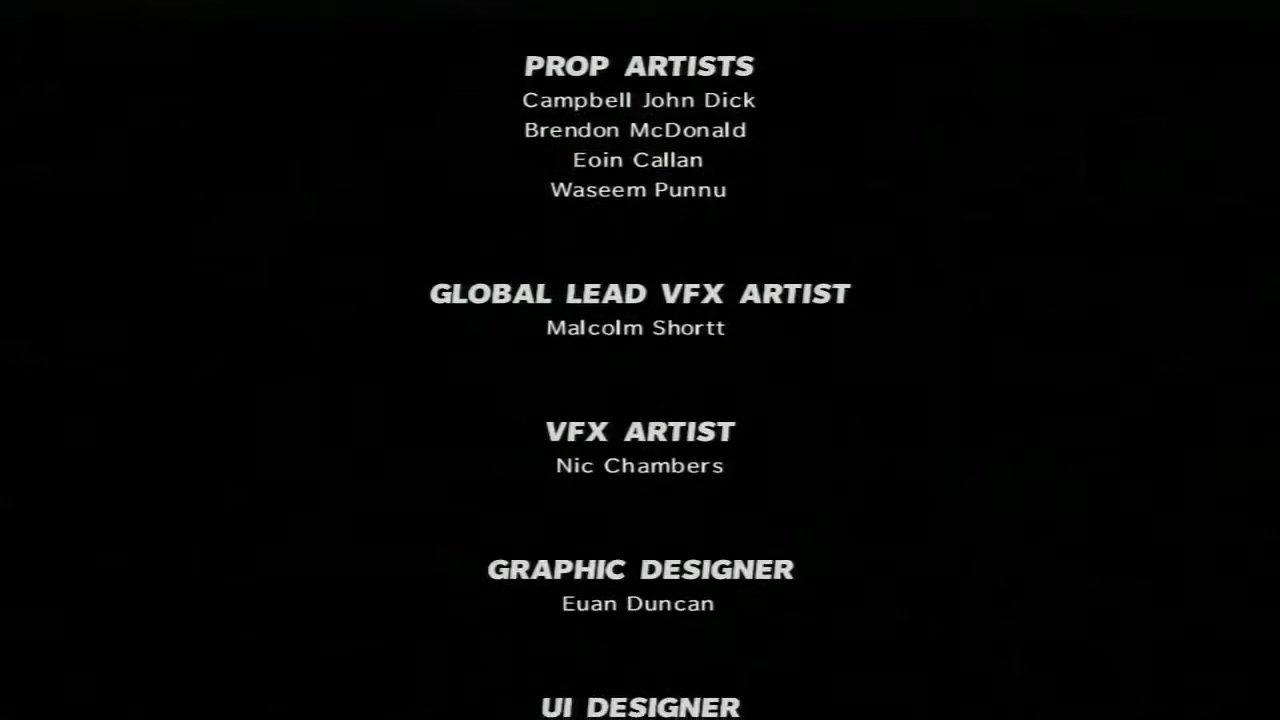 PROP ARTISTS
Campbell John Dick
Brendon McDonald
Eoin Callan
Waseem Punnu
GLOBAL LEAD VFX ARTIST
Malcolm Shortt
VFX ARTIST
Nic Chambers
GRAPHIC DESIGNER
Euan Duncan
UI DESIGNER